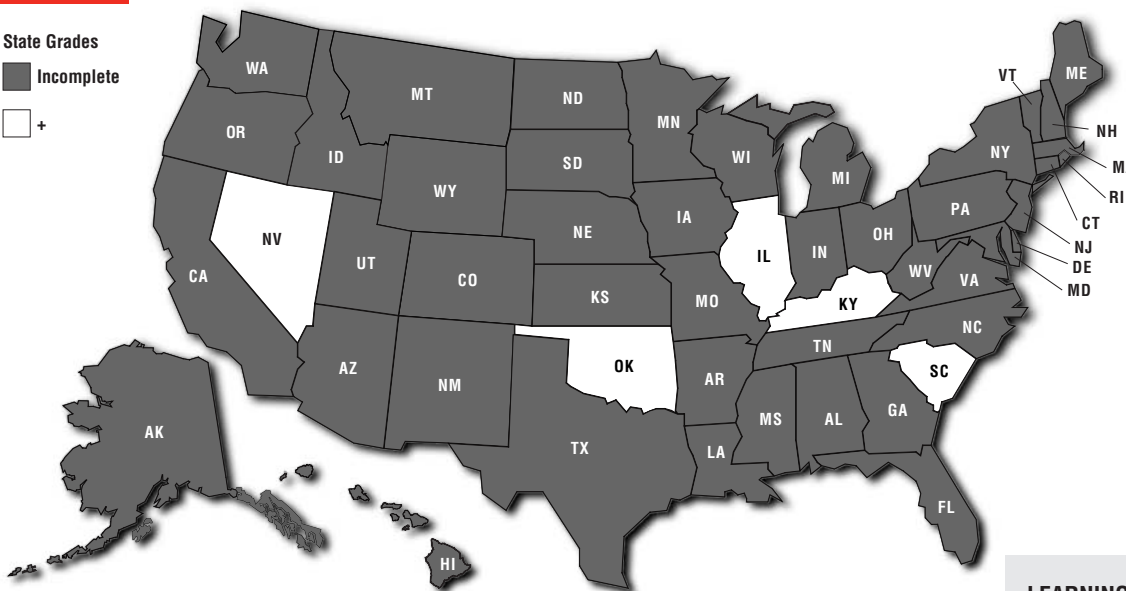 State Grades
Incomplete
+
WA
MT
ND
MN
VT
ME
OR
ID
SD
WI
NY
NH
WY
MI
RI
IA
PA
CT
NV
NE
IL
IN
OH
NJ
CA
UT
CO
WV
VA
DE
KS
MO
KY
MD
NC
TN
AZ
NM
OK
AR
SC
AK
TX
MS
AL
GA
LA
FL
HI
LEARNING